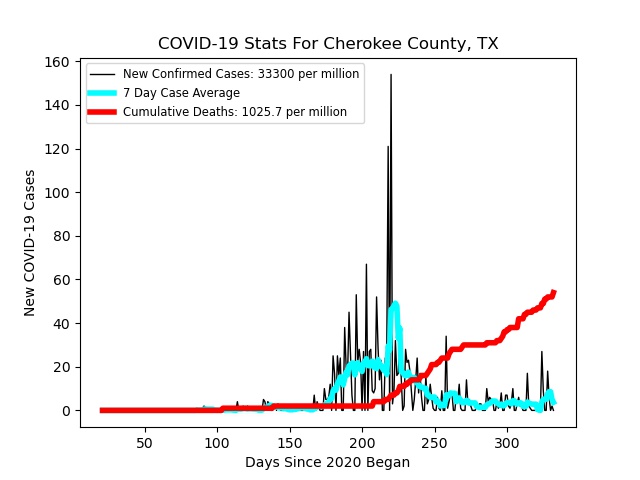 COVID-19 Stats For Cherokee County, TX
New Confirmed Cases: 33300 per million
7 Day Case Average
Cumulative Deaths: 1025.7 per million
New COVID-19 Cases
160
140
120
100
80
60
40
20
0
50
100
150
200
250
300
Days Since 2020 Began